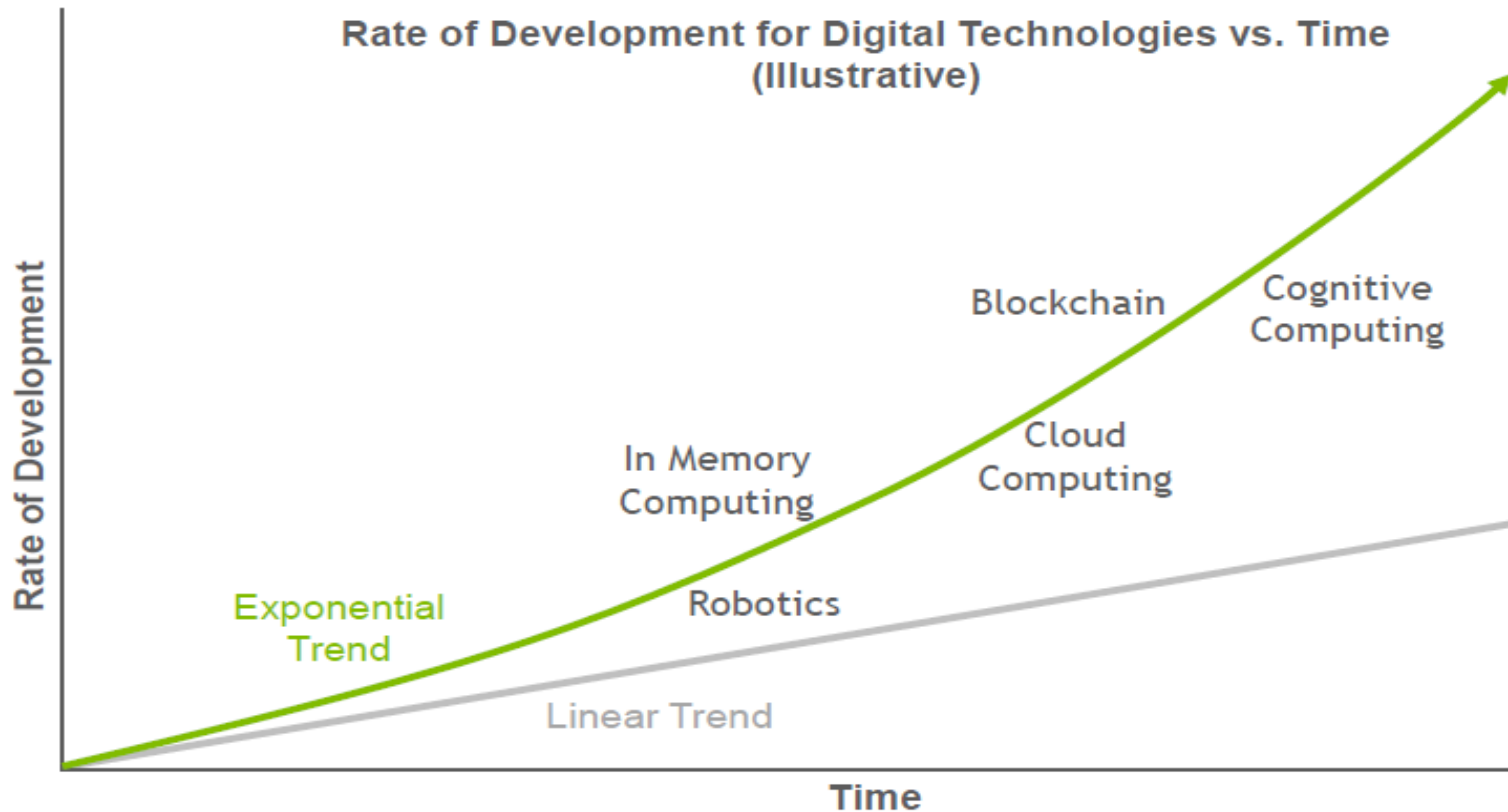 Rate of Development for Digital Technologies vs. Time
(Illustrative)
Rate of Development
Blockchain
Cognitive
Computing
In Memory
Computing
Cloud
Computing
Exponential
Trend
Robotics
Linear Trend
Time